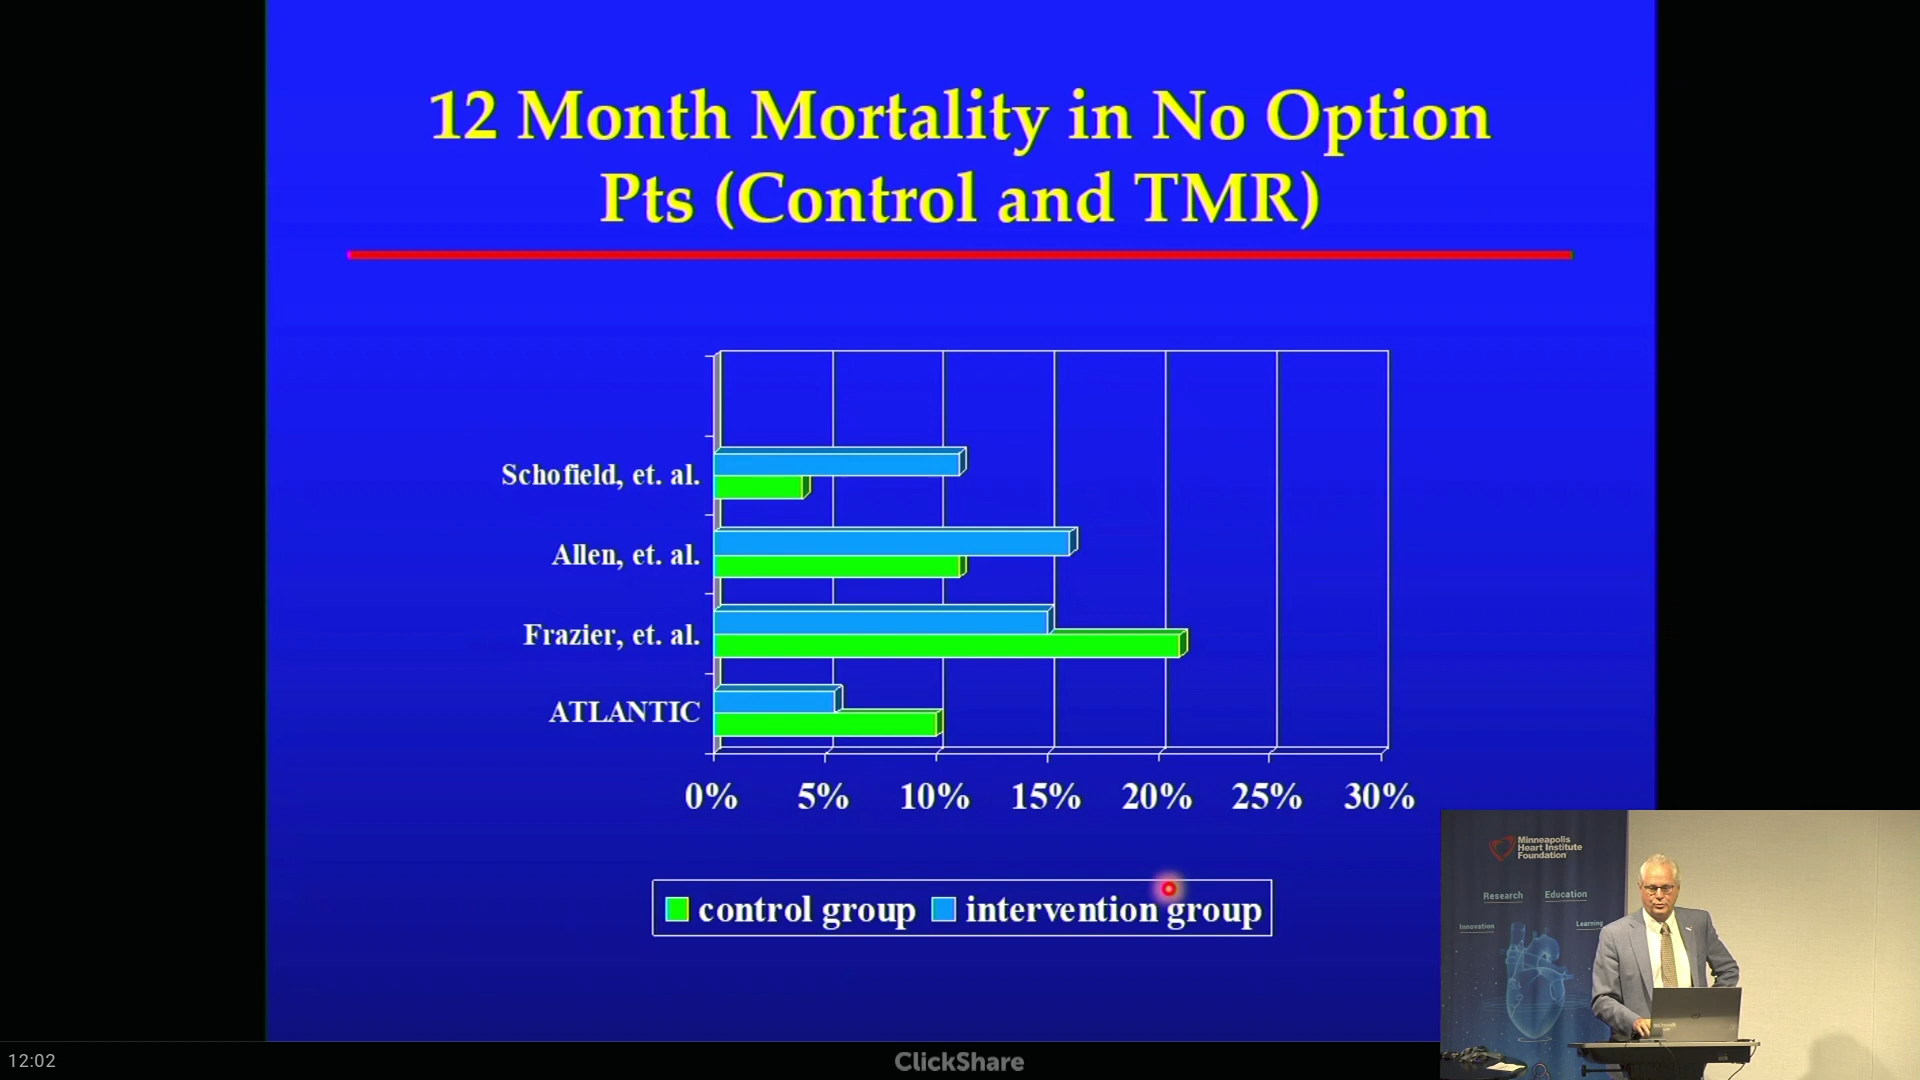 12 Month Mortality in No Option
Pts (Control and TMR)
Schofield, et. al.
Allen, et. al.
Frazier, et. al.
ATLANTIC
0% 5% 10% 15% 20% 25% 30%
control group intervention group
Minneapolis
Heart Institute
Foundation
Research Education
Innovation Learning
12:02
ClickShare